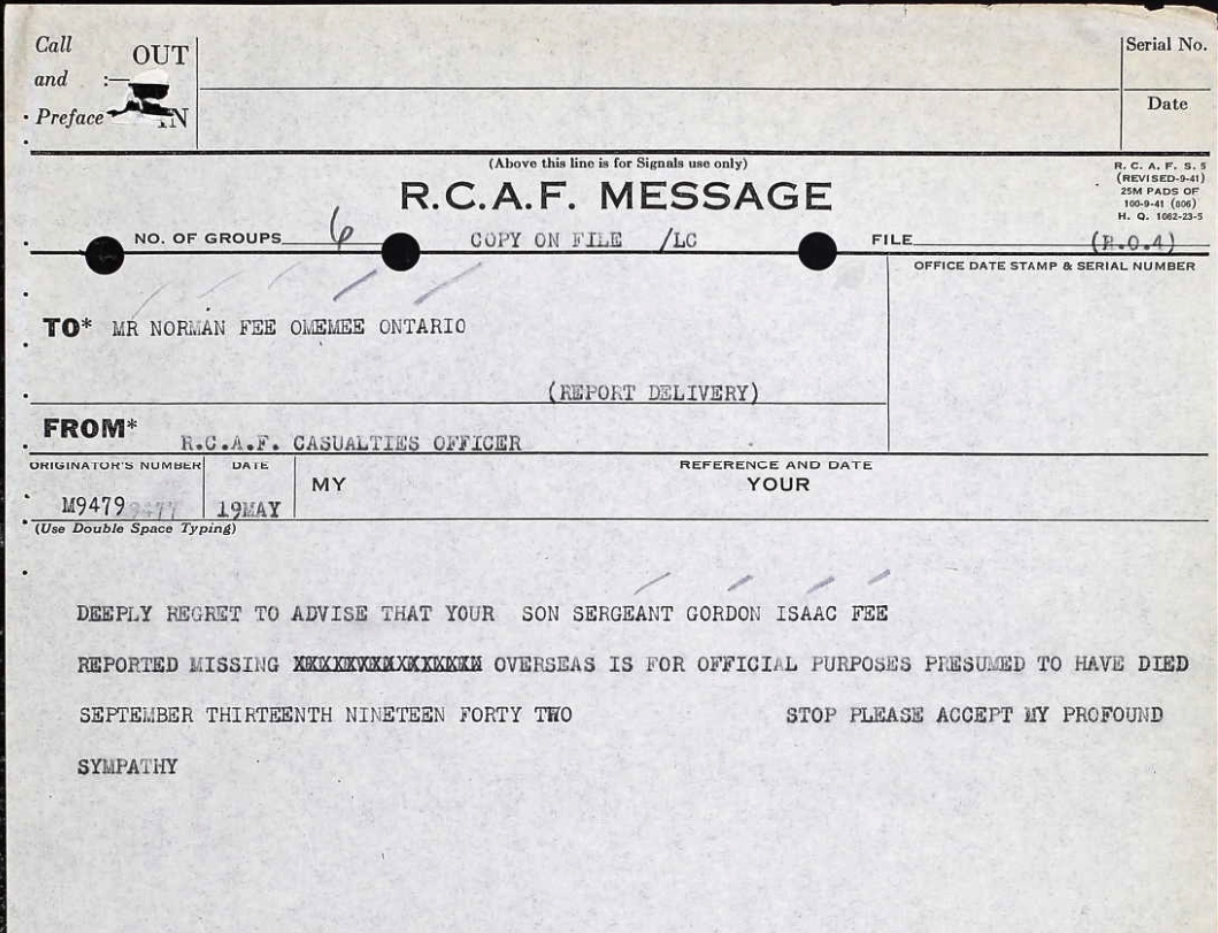 Call
and :— OUT
Preface IN
Serial No.
Date
(Above this line is for Signals use only)
R.C.A.F. MESSAGE
R. C. A. F. S. 5
(REVISED-9-41)
25M PADS OF
100-9-41 (806)
H. Q. 1062-23-5
NO. OF GROUPS 6 COPY ON FILE /LC FILE (R.O.4)
OFFICE DATE STAMP & SERIAL NUMBER
TO* MR NORMAN FEE OMEMEE ONTARIO
(REPORT DELIVERY)
FROM* R.C.A.F. CASUALTIES OFFICER
ORIGINATOR'S NUMBER DATE REFERENCE AND DATE
MY YOUR
M9479 19MAY
(Use Double Space Typing)
DEEPLY REGRET TO ADVISE THAT YOUR SON SERGEANT GORDON ISAAC FEE
REPORTED MISSING OVERSEAS IS FOR OFFICIAL PURPOSES PRESUMED TO HAVE DIED
SEPTEMBER THIRTEENTH NINETEEN FORTY TWO STOP PLEASE ACCEPT MY PROFOUND
SYMPATHY